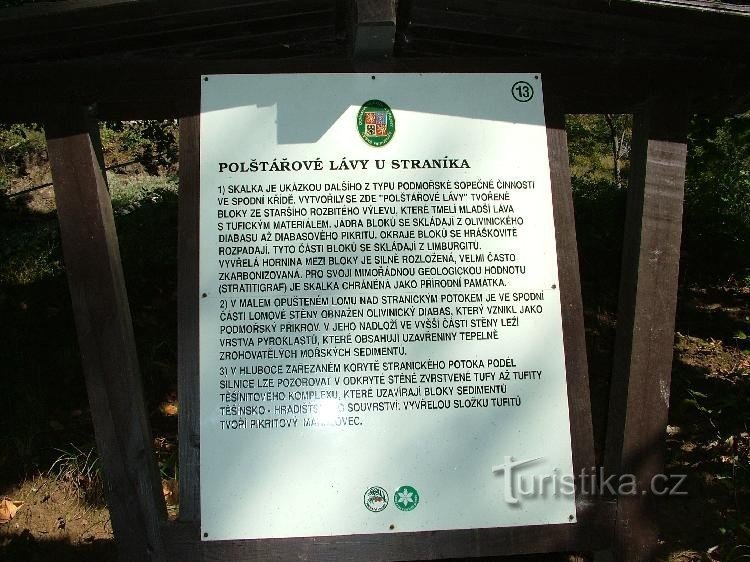 13
POLŠTÁŘOVÉ LÁVY U STRANÍKA
1) SKALKA JE UKÁZKOU DALŠÍHO Z TYPU PODMOŘSKÉ SOPEČNÉ ČINNOSTI
VE SPODNÍ KŘÍDĚ. VYTVOŘILY SE ZDE "POLŠTÁŘOVÉ LÁVY" TVOŘENÉ
BLOKY ZE STARŠÍHO ROZBITÉHO VÝLEVU, KTERÉ TMELÍ MLADŠÍ LÁVA
S TUFICKÝM MATERIÁLEM. JÁDRA BLOKŮ SE SKLÁDAJÍ Z OLIVINICKÉHO
DIABASU AŽ DIABASOVÉHO PIKRITU. OKRAJE BLOKŮ SE HRÁŠKOVITĚ
ROZPADAJÍ. TYTO ČÁSTI BLOKŮ SE SKLÁDAJÍ Z LIMBURGITU.
VYVŘELÁ HORNINA MEZI BLOKY JE SILNĚ ROZLOŽENÁ, VELMI ČASTO
ZKARBONIZOVANÁ. PRO SVOJI MIMOŘÁDNOU GEOLOGICKOU HODNOTU
(STRATIGRAF) JE SKALKA CHRÁNĚNA JAKO PŘÍRODNÍ PAMÁTKA.
2) V MALÉM OPUŠTĚNÉM LOMU NAD STRANICKÝM POTOKEM JE VE SPODNÍ
ČÁSTI LOMOVÉ STĚNY OBNAŽEN OLIVINICKÝ DIABAS, KTERÝ VZNIKL JAKO
PODMOŘSKÝ PŘÍKROV. V JEHO NADLOŽÍ VE VYŠŠÍ ČÁSTI STĚNY LEŽÍ
VRSTVA PYROKLASTŮ, KTERÉ OBSAHUJÍ UZAVŘENINY TEPELNĚ
ZROHOVATĚLÝCH MOŘSKÝCH SEDIMENTŮ.
3) V HLUBOCE ZAŘEZANÉM KORYTĚ STRANICKÉHO POTOKA PODÉL
SILNICE LZE POZOROVAT V ODKRYTÉ STĚNĚ ZVRSTVENÉ TUFY AŽ TUFITY
TĚŠINITOVÉHO KOMPLEXU, KTERÉ UZAVÍRAJÍ BLOKY SEDIMENTŮ
TĚŠÍNSKO - HRADIŠŤSKÉHO SOUVRSTVÍ. VYVŘELOU SLOŽKU TUFITŮ
TVOŘÍ PIKRITOVÝ MANDLOVEC.
Turistika.cz